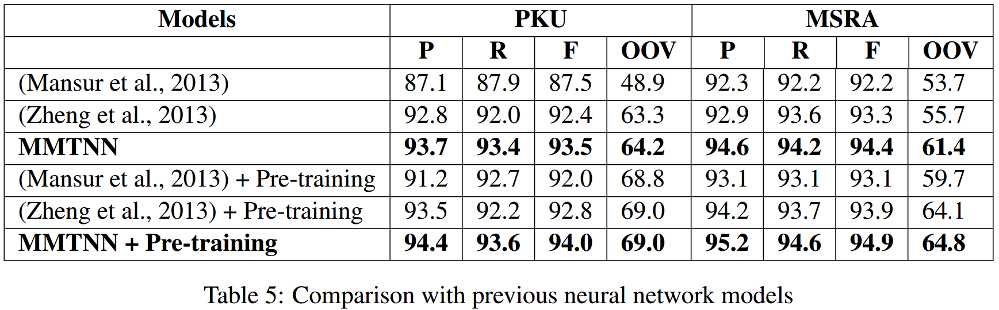 Models PKU MSRA
P R F OOV P R F OOV
(Mansur et al., 2013) 87.1 87.9 87.5 48.9 92.3 92.2 92.2 53.7
(Zheng et al., 2013) 92.8 92.0 92.4 63.3 92.9 93.6 93.3 55.7
MMTNN 93.7 93.4 93.5 64.2 94.6 94.2 94.4 61.4
(Mansur et al., 2013) + Pre-training 91.2 92.7 92.0 68.8 93.1 93.1 93.1 59.7
(Zheng et al., 2013) + Pre-training 93.5 92.2 92.8 69.0 94.2 93.7 93.9 64.1
MMTNN + Pre-training 94.4 93.6 94.0 69.0 95.2 94.6 94.9 64.8
Table 5: Comparison with previous neural network models